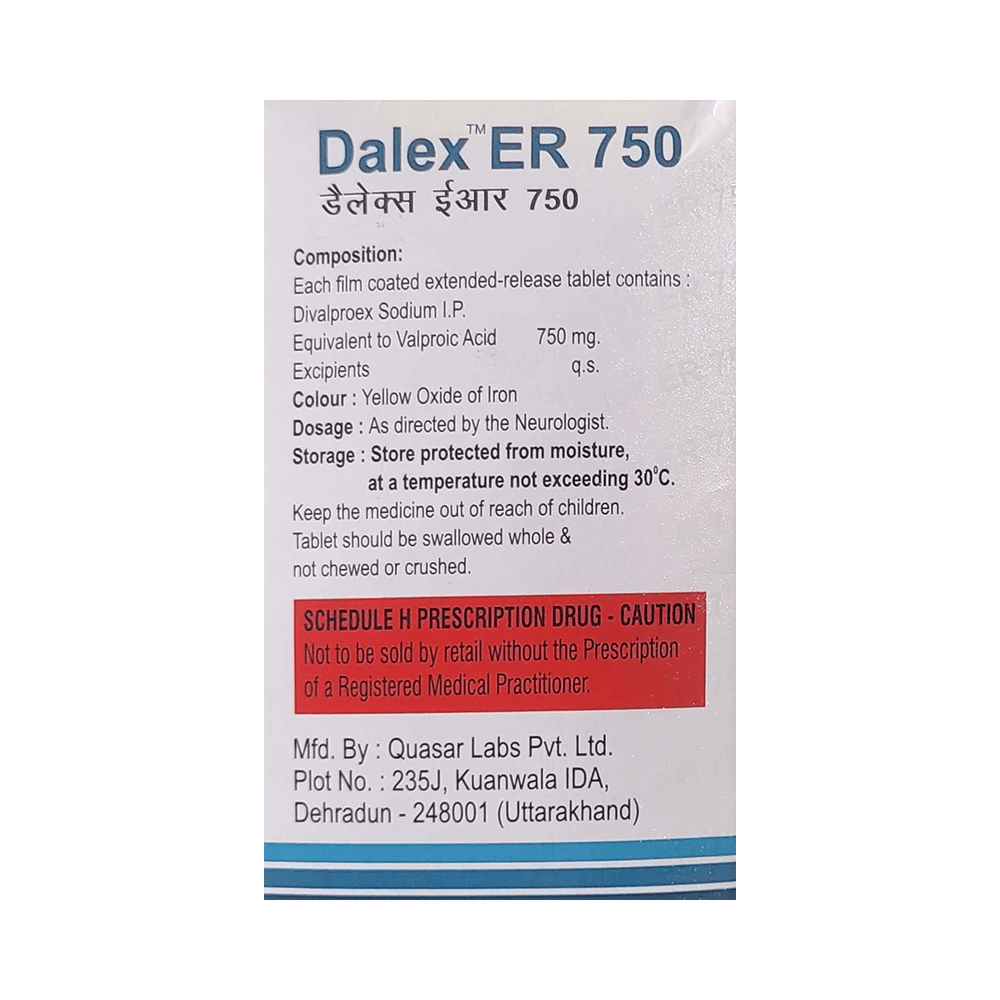 Dalex™ ER 750
डैलेक्स ईआर 750
Composition:
Each film coated extended-release tablet contains :
Divalproex Sodium I.P.
Equivalent to Valproic Acid 750 mg.
Excipients q.s.
Colour : Yellow Oxide of Iron
Dosage : As directed by the Neurologist.
Storage : Store protected from moisture,
at a temperature not exceeding 30⁰C.
Keep the medicine out of reach of children.
Tablet should be swallowed whole &
not chewed or crushed.
SCHEDULE H PRESCRIPTION DRUG - CAUTION
Not to be sold by retail without the Prescription
of a Registered Medical Practitioner.
Mfd. By : Quasar Labs Pvt. Ltd.
Plot No. : 235J, Kuanwala IDA,
Dehradun - 248001 (Uttarakhand)